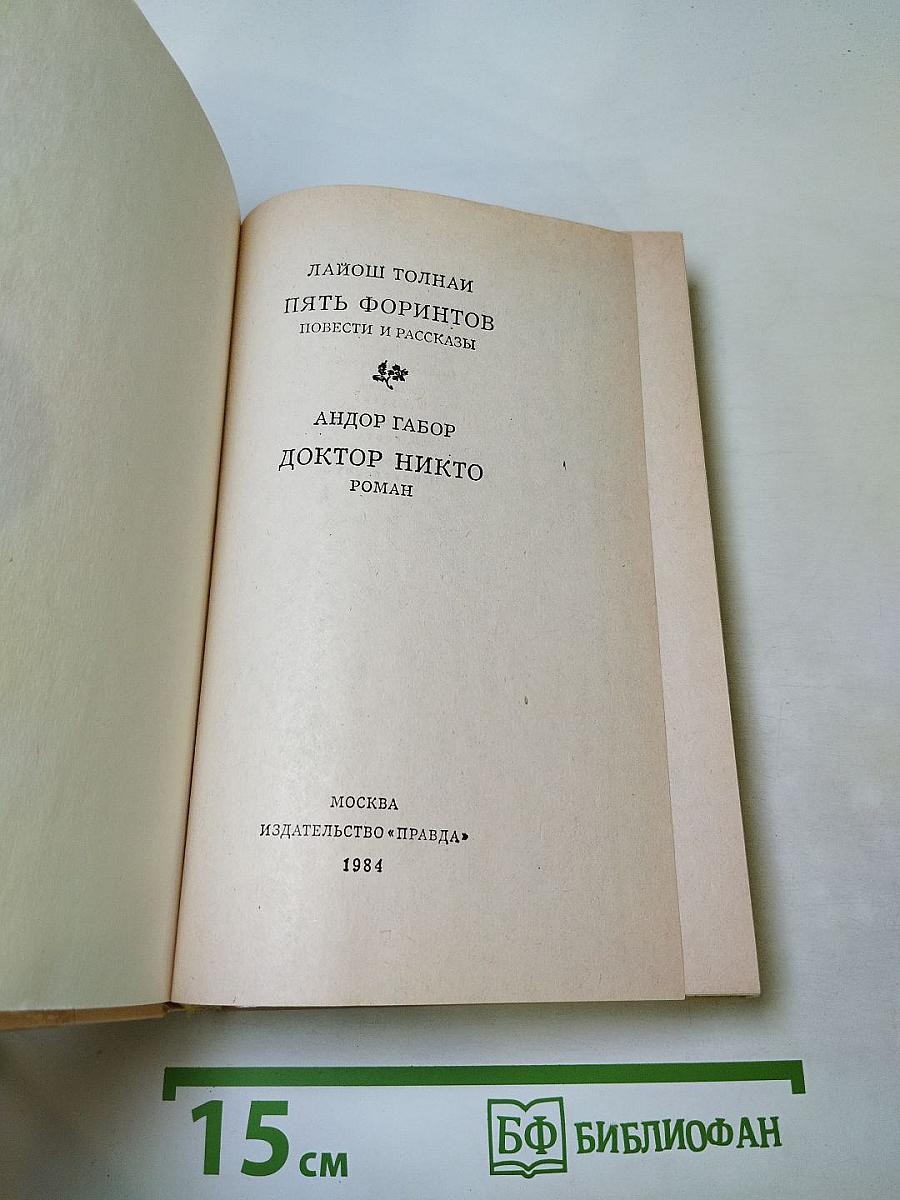 ЛАЙОШ ТОЛНАИ
ПЯТЬ ФОРИНТОВ
ПОВЕСТИ И РАССКАЗЫ
АНДОР ГАБОР
ДОКТОР НИКТО
РОМАН
МОСКВА
ИЗДАТЕЛЬСТВО «ПРАВДА»
1984
15 см
БФ БИБЛИОФАН